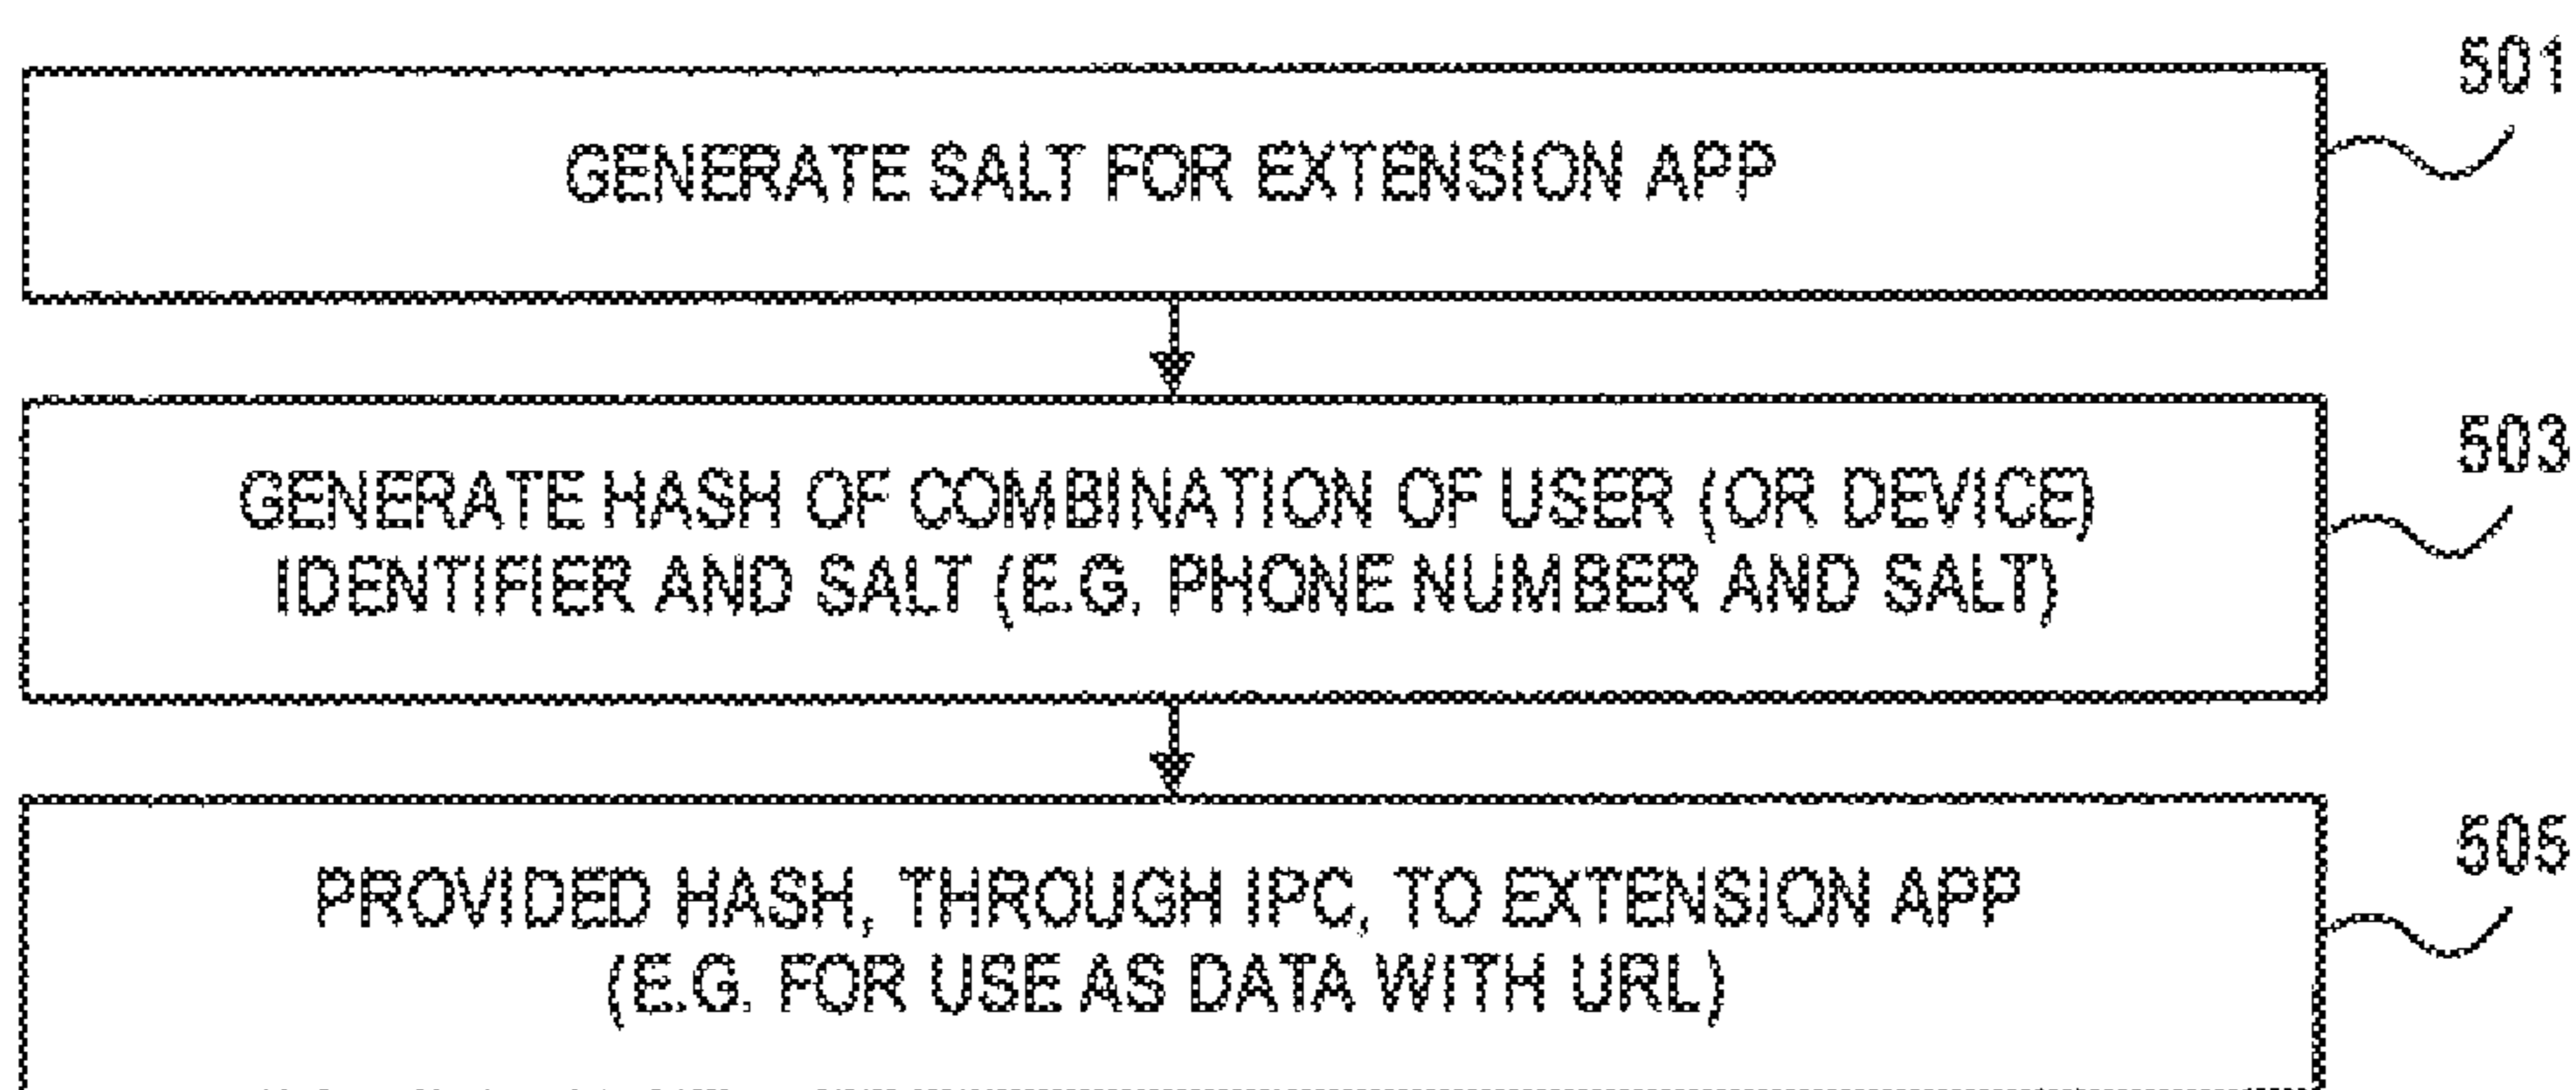 501
GENERATE SALT FOR EXTENSION APP
503
GENERATE HASH OF COMBINATION OF USER (OR DEVICE)
IDENTIFIER AND SALT (E.G. PHONE NUMBER AND SALT)
505
PROVIDED HASH, THROUGH IPC, TO EXTENSION APP
(E.G. FOR USE AS DATA WITH URL)